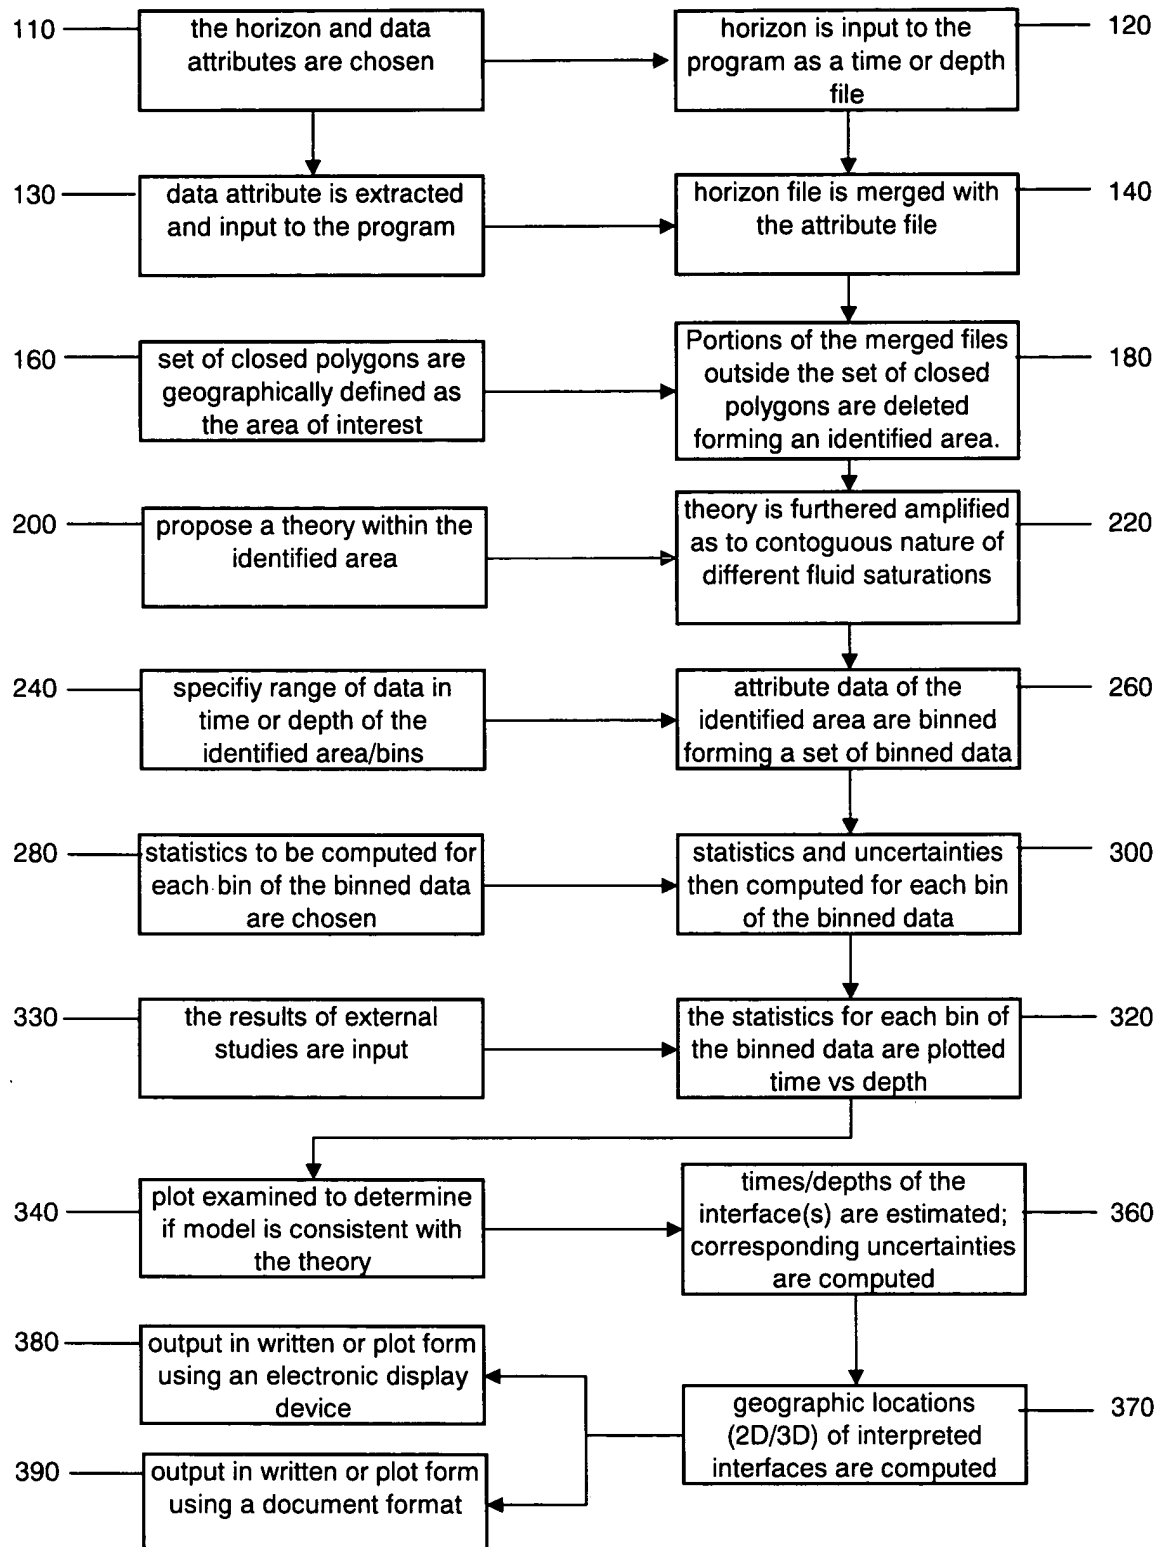 110
the horizon and data
attributes are chosen
horizon is input to the
program as a time or depth
file
120
130
data attribute is extracted
and input to the program
horizon file is merged with
the attribute file
140
160
set of closed polygons are
geographically defined as
the area of interest
Portions of the merged files
outside the set of closed
polygons are deleted
forming an identified area.
180
200
propose a theory within the
identified area
theory is furthered amplified
as to contoguous nature of
different fluid saturations
220
240
specifiy range of data in
time or depth of the
identified area/bins
attribute data of the
identified area are binned
forming a set of binned data
260
280
statistics to be computed for
each bin of the binned data
are chosen
statistics and uncertainties
then computed for each bin
of the binned data
300
330
the results of external
studies are input
the statistics for each bin of
the binned data are plotted
time vs depth
320
340
plot examined to determine
if model is consistent with
the theory
times/depths of the
interface(s) are estimated;
corresponding uncertainties
are computed
360
380
output in written or plot form
using an electronic display
device
geographic locations
(2D/3D) of interpreted
interfaces are computed
370
390
output in written or plot form
using a document format